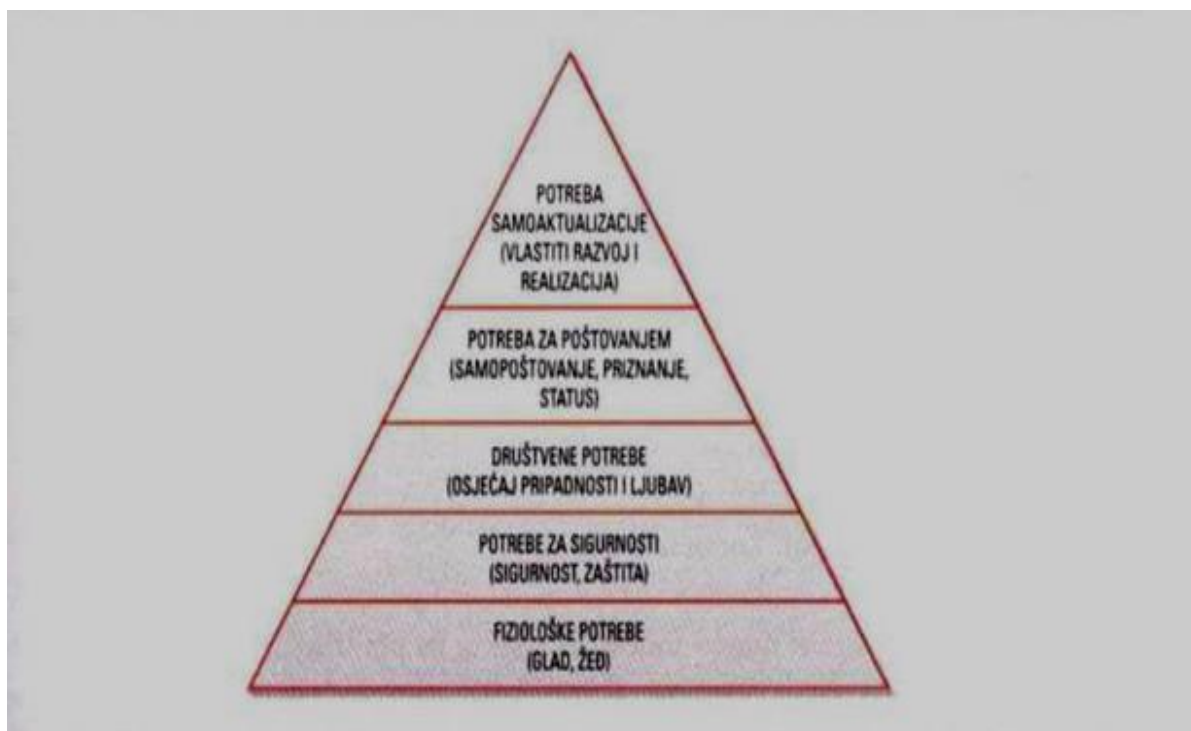 POTREBA
SAMOAKTUALIZACIJE
(VLASTITI RAZVOJ I
REALIZACIJA)
POTREBA ZA POŠTOVANJEM
(SAMOPOŠTOVANJE, PRIZNANJE,
STATUS)
DRUŠTVENE POTREBE
(OSJEĆAJ PRIPADNOSTI I LJUBAV)
POTREBE ZA SIGURNOSTI
(SIGURNOST, ZAŠTITA)
FIZIOLOŠKE POTREBE
(GLAD, ŽEĐ)